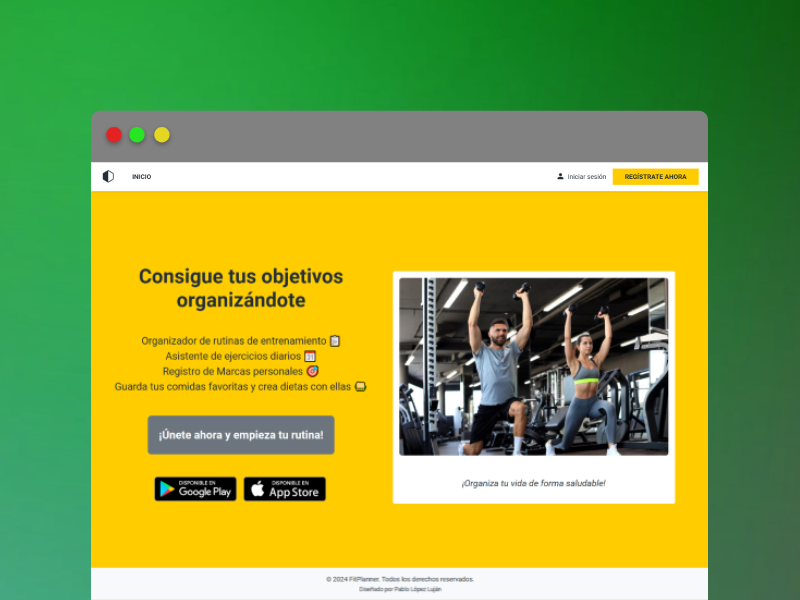 INICIO
Iniciar sesión
REGÍSTRATE AHORA
Consigue tus objetivos
organizándote
Organizador de rutinas de entrenamiento
Asistente de ejercicios diarios
Registro de Marcas personales
Guarda tus comidas favoritas y crea dietas con ellas
¡Únete ahora y empieza tu rutina!
DISPONIBLE EN
Google Play
DISPONIBLE EN
App Store
¡Organiza tu vida de forma saludable!
© 2024 FitPlanner. Todos los derechos reservados.
Diseñado por Pablo López Luján